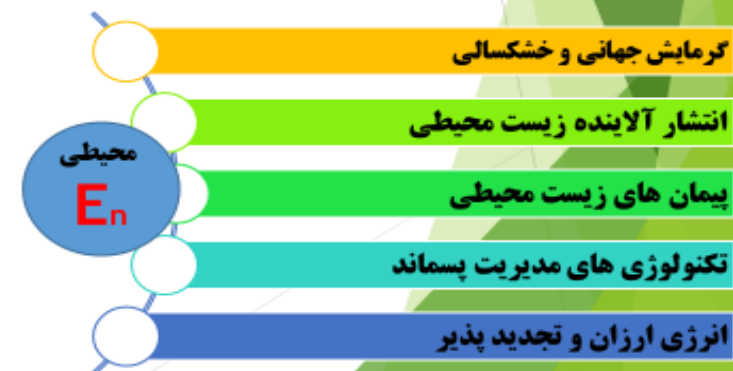 گرمایش جهانی و خشکسالی
انتشار آلاینده زیست محیطی
محیطی
En
پیمان های زیست محیطی
تکنولوژی های مدیریت پسماند
انرژی ارزان و تجدید پذیر